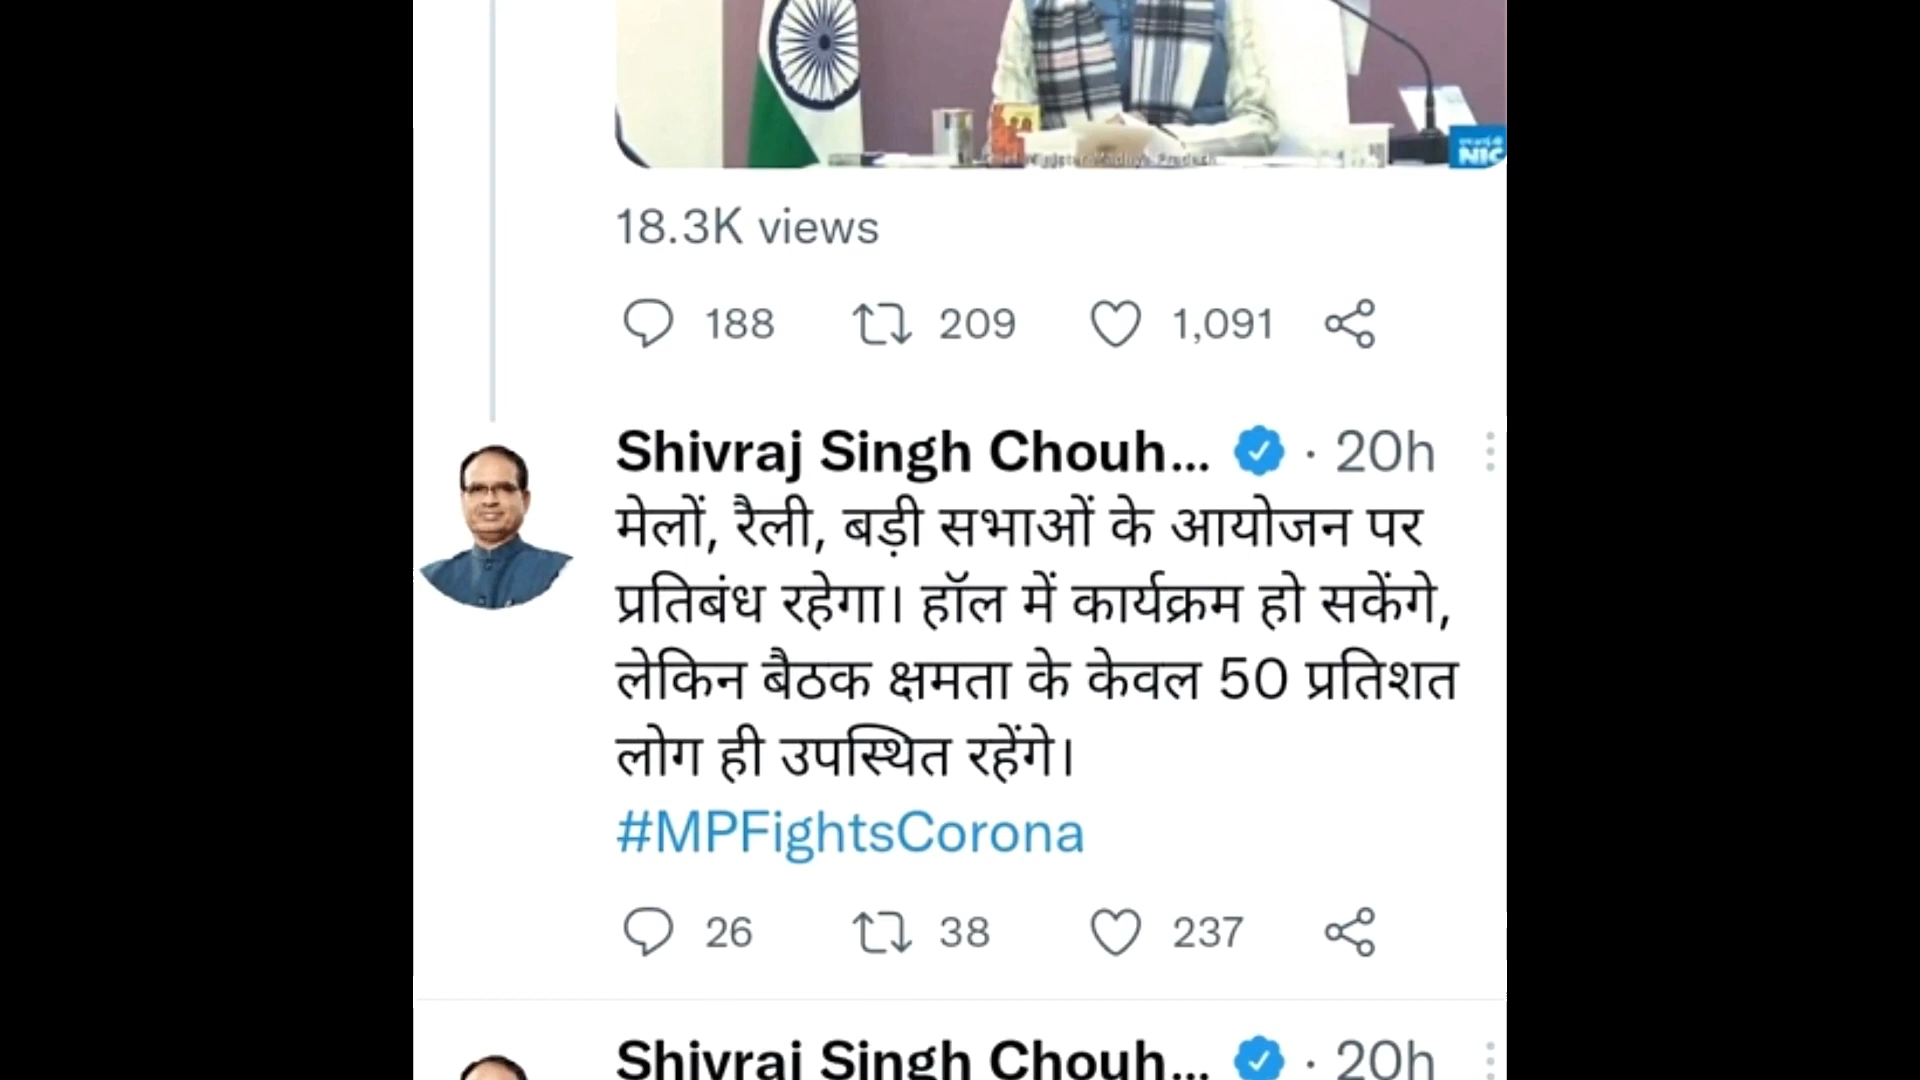 NIC
18.3K views
188 209 1,091
Shivraj Singh Chouh... · 20h
मेलों, रैली, बड़ी सभाओं के आयोजन पर
प्रतिबंध रहेगा। हॉल में कार्यक्रम हो सकेंगे,
लेकिन बैठक क्षमता के केवल 50 प्रतिशत
लोग ही उपस्थित रहेंगे।
#MPFightsCorona
26 38 237
Shivraj Singh Chouh... · 20h